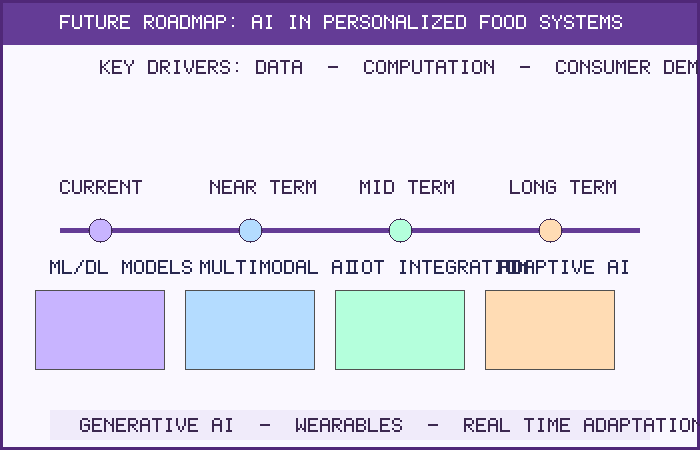 FUTURE ROADMAP: AI IN PERSONALIZED FOOD SYSTEMS
KEY DRIVERS: DATA – COMPUTATION – CONSUMER DEM
CURRENT NEAR TERM MID TERM LONG TERM
ML/DL MODELS MULTIMODAL AI IOT INTEGRATION ADAPTIVE AI
GENERATIVE AI – WEARABLES – REAL TIME ADAPTATION